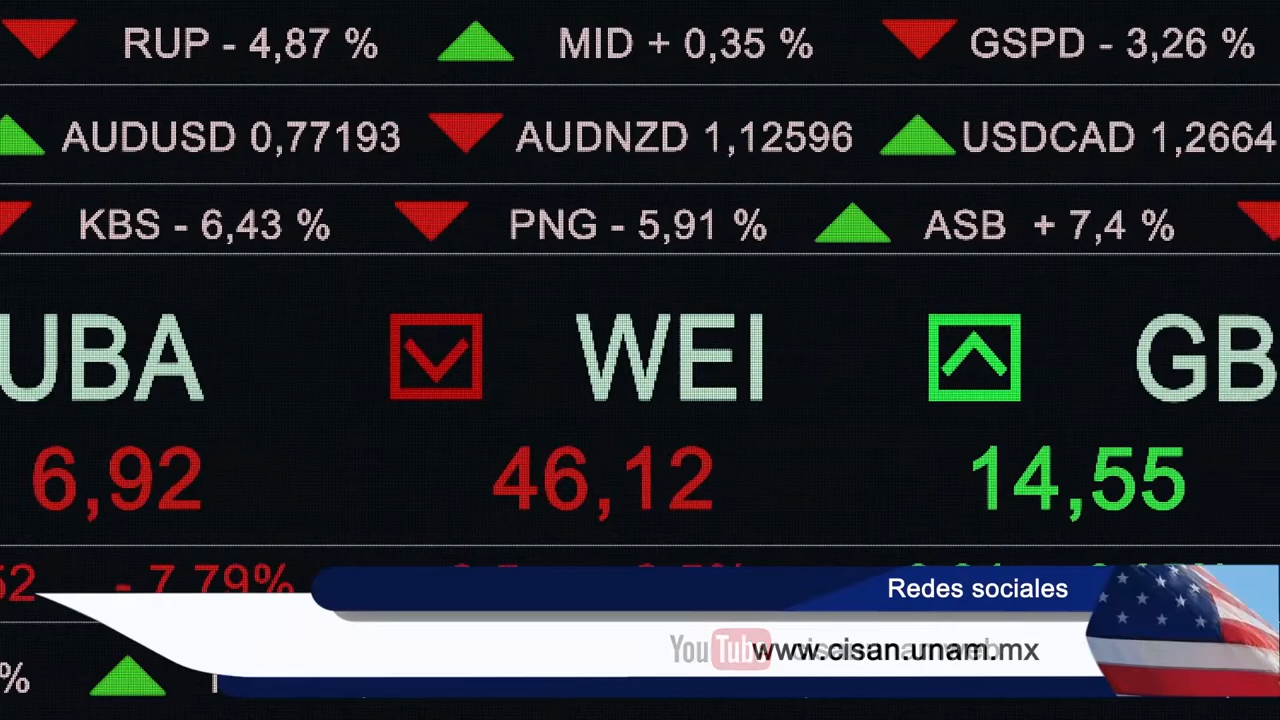 RUP - 4,87 % MID + 0,35 % GSPD - 3,26 %
AUDUSD 0,77193 AUDNZD 1,12596 USDCAD 1,2664
KBS - 6,43 % PNG - 5,91 % ASB + 7,4 %
UBA WEI GB
6,92 46,12 14,55
52 - 7,79%
Redes sociales
YouTube www.cisan.unam.mx
%